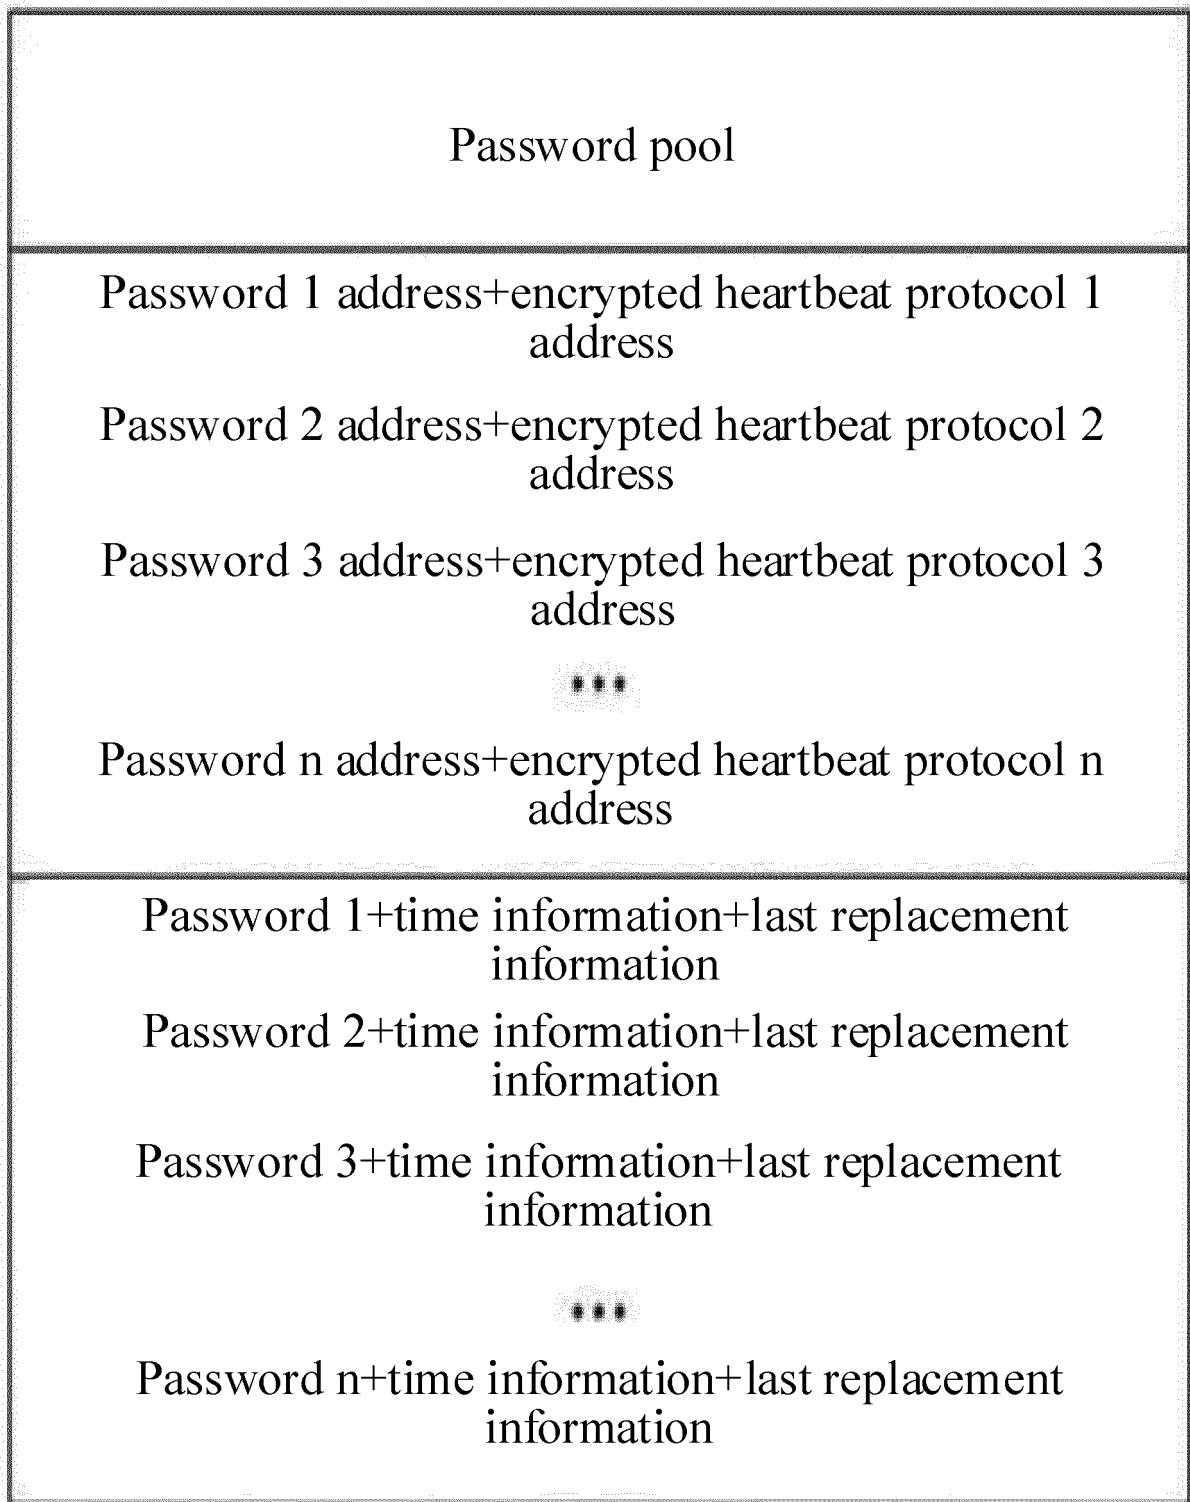 Password pool
Password 1 address+encrypted heartbeat protocol 1
address
Password 2 address+encrypted heartbeat protocol 2
address
Password 3 address+encrypted heartbeat protocol 3
address
...
Password n address+encrypted heartbeat protocol n
address
Password 1+time information+last replacement
information
Password 2+time information+last replacement
information
Password 3+time information+last replacement
information
...
Password n+time information+last replacement
information